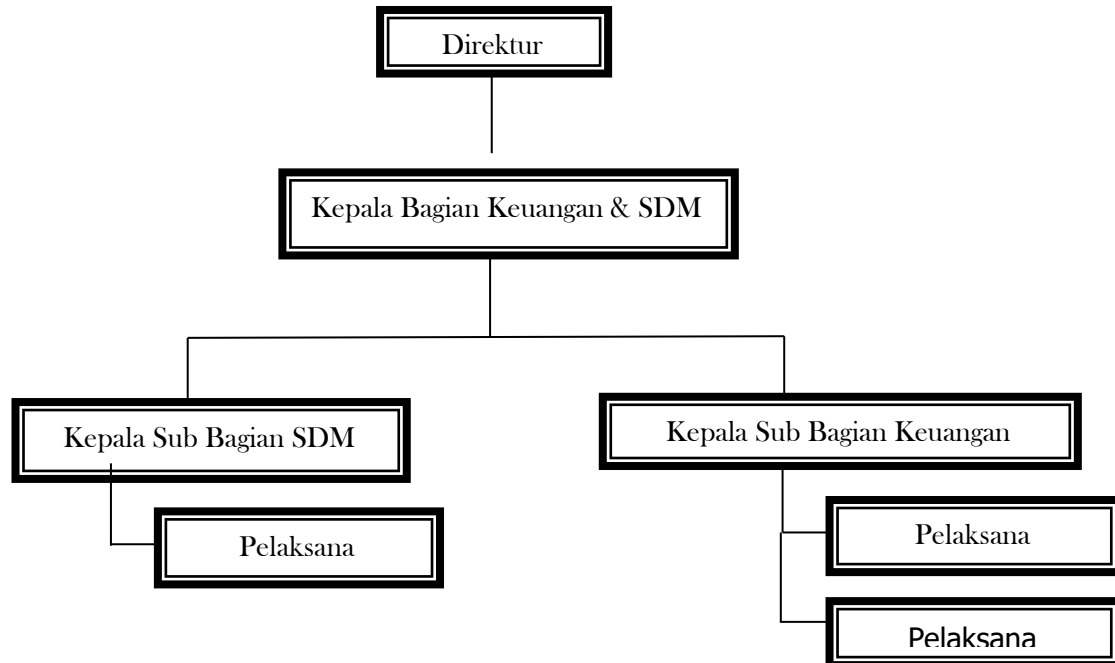 Direktur
Kepala Bagian Keuangan & SDM
Kepala Sub Bagian SDM
Kepala Sub Bagian Keuangan
Pelaksana
Pelaksana
Pelaksana